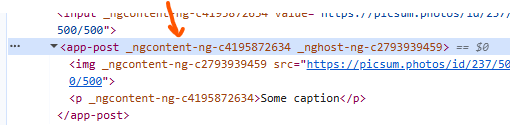 <input _ngcontent-ng-c4195872634 value="https://picsum.photos/id/237/
500/500">
··· ▼<app-post _ngcontent-ng-c4195872634 _nghost-ng-c2793939459> == $0
<img _ngcontent-ng-c2793939459 src="https://picsum.photos/id/237/50
0/500">
<p _ngcontent-ng-c4195872634>Some caption</p>
</app-post>